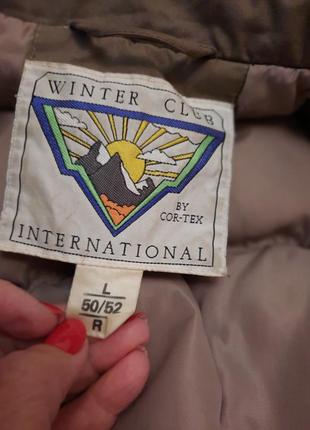 WINTER CLUB
BY
COR-TEX
INTERNATIONAL
L
50/52
R